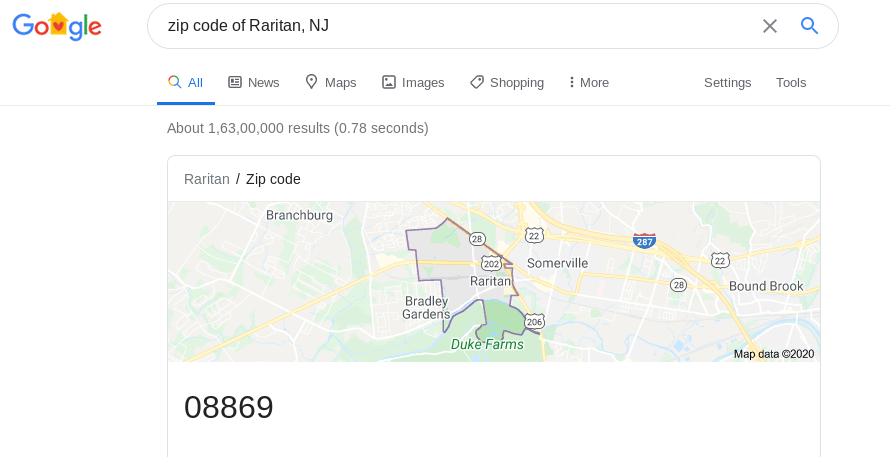 Google
zip code of Raritan, NJ
All News Maps Images Shopping More Settings Tools
About 1,63,00,000 results (0.78 seconds)
Raritan / Zip code
Branchburg
28
22
287
202
Somerville
22
Raritan
28
Bound Brook
Bradley
Gardens
206
Duke Farms
Map data ©2020
08869